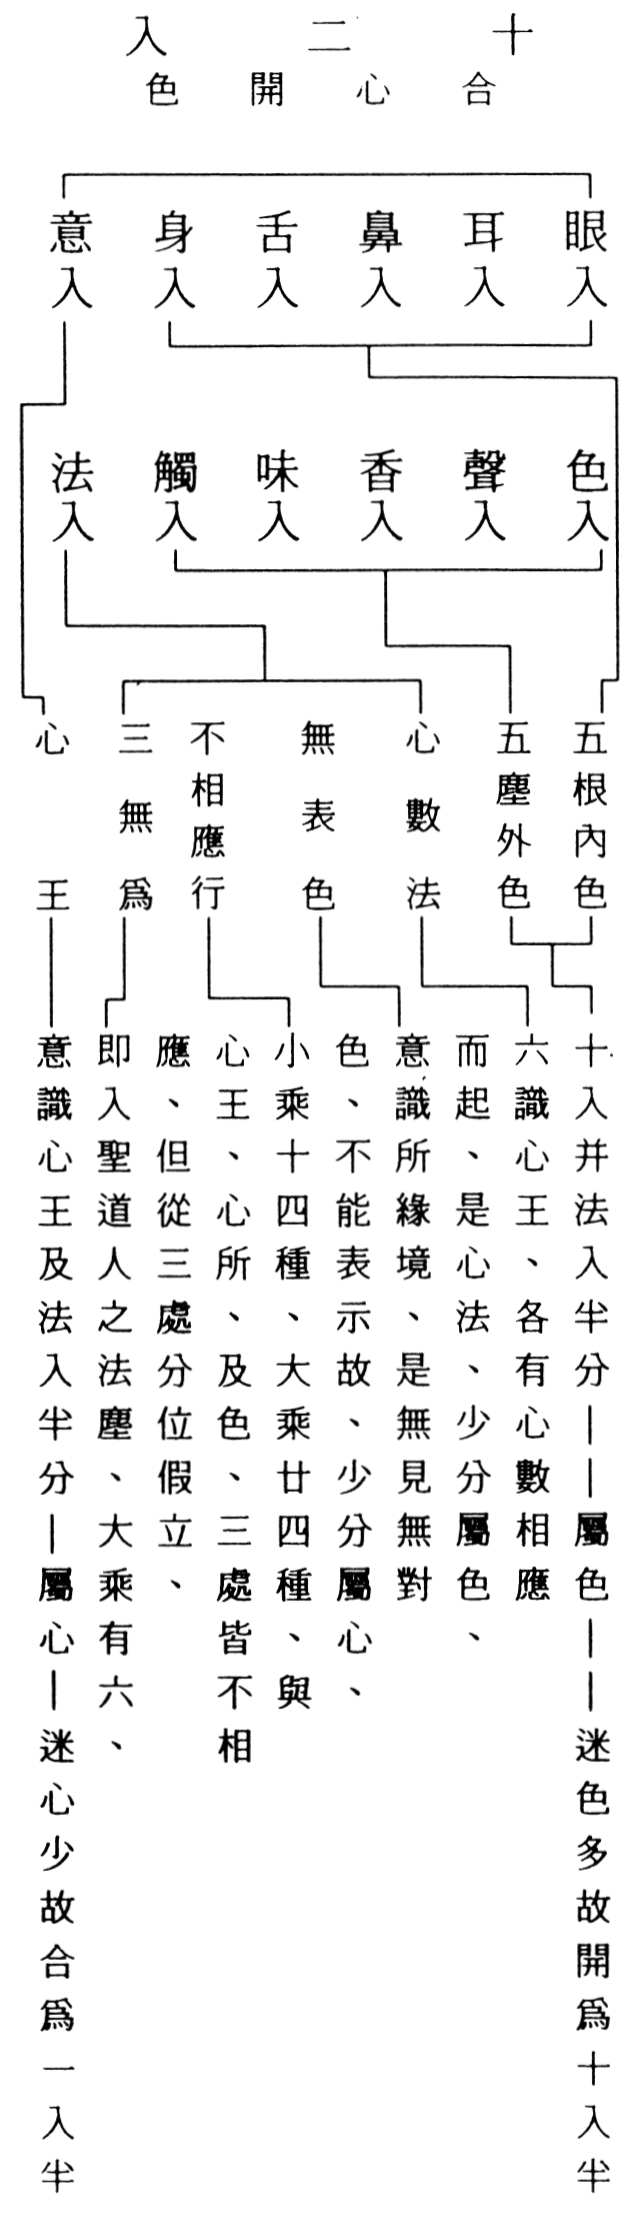 十二入
合心開色
眼入
耳入
鼻入
舌入
身入
意入
色入
聲入
香入
味入
觸入
法入
五根內色
五塵外色
心數法
無表色
不相應行
三無爲
心王
十入并法入半分——屬色——迷色多故開爲十入半
六識心王、各有心數相應
而起、是心法、少分屬色、
意識所緣境、是無見無對
色、不能表示故、少分屬心、
小乘十四種、大乘廿四種、與
心王、心所、及色、三處皆不相
應、但從三處分位假立、
即入聖道人之法塵、大乘有六、
意識心王及法入半分—屬心—迷心少故合爲一入半